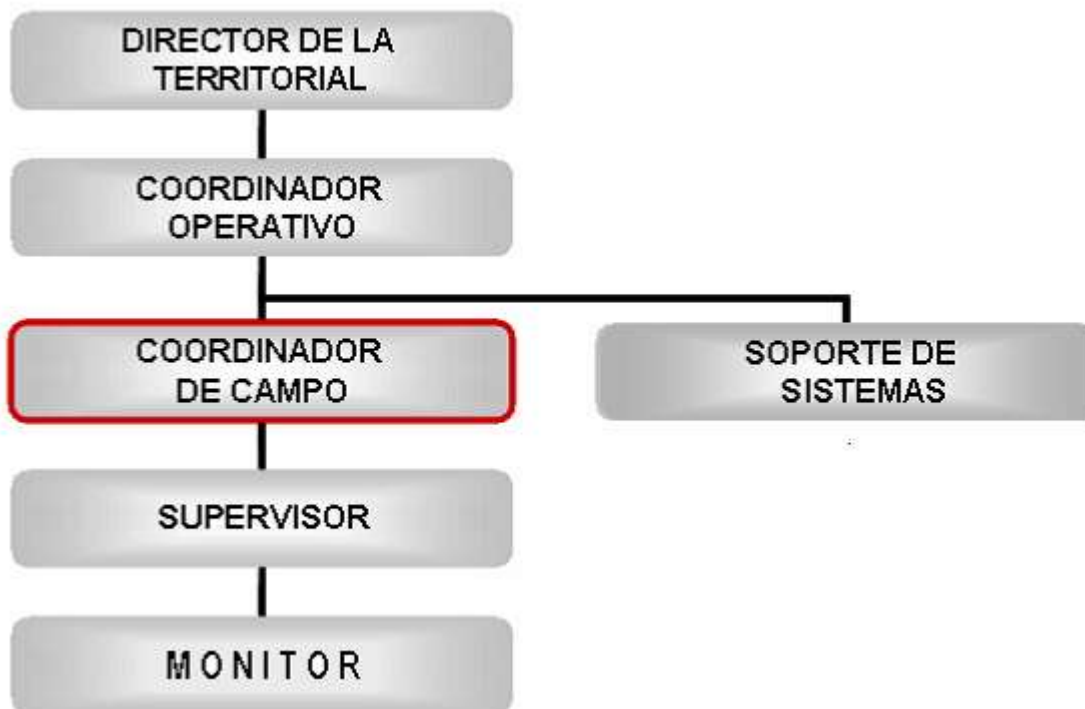 DIRECTOR DE LA
TERRITORIAL
COORDINADOR
OPERATIVO
COORDINADOR
DE CAMPO
SOPORTE DE
SISTEMAS
SUPERVISOR
MONITOR